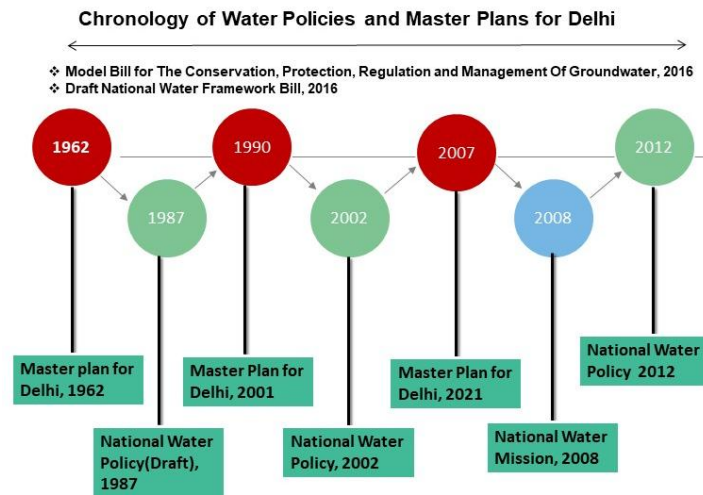 Chronology of Water Policies and Master Plans for Delhi
❖ Model Bill for The Conservation, Protection, Regulation and Management Of Groundwater, 2016
❖ Draft National Water Framework Bill, 2016
1962
1990
2007
2012
1987
2002
2008
Master plan for
Delhi, 1962
Master Plan for
Delhi, 2001
Master Plan for
Delhi, 2021
National Water
Policy 2012
National Water
Policy(Draft),
1987
National Water
Policy, 2002
National Water
Mission, 2008